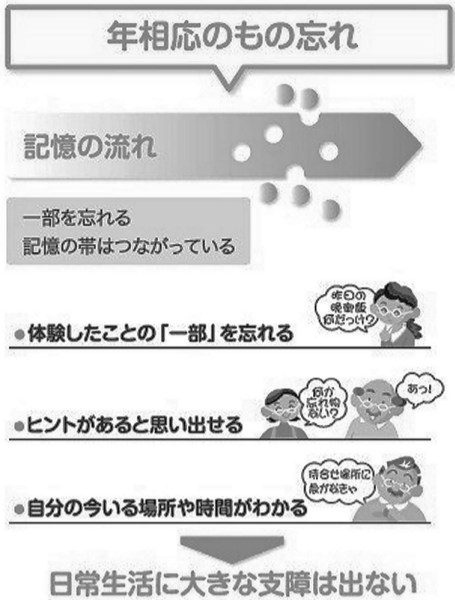 年相応のもの忘れ
記憶の流れ
一部を忘れる
記憶の帯はつながっている
昨日の
晩御飯
何だっけ?
●体験したことの「一部」を忘れる
何か
忘れ物
ない?
あっ!
●ヒントがあると思い出せる
待合せ場所に
急がなきゃ
●自分の今いる場所や時間がわかる
日常生活に大きな支障は出ない